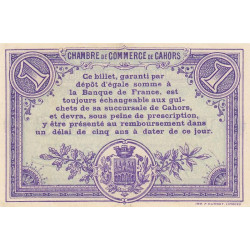 CHAMBRE DE COMMERCE DE CAHORS
1 1
Ce billet, garanti par
dépôt d'égale somme à
la Banque de France, est
toujours échangeable aux gui-
chets de sa succursale de Cahors,
et devra, sous peine de prescription,
y être présenté au remboursement dans
un délai de cinq ans à dater de ce jour.